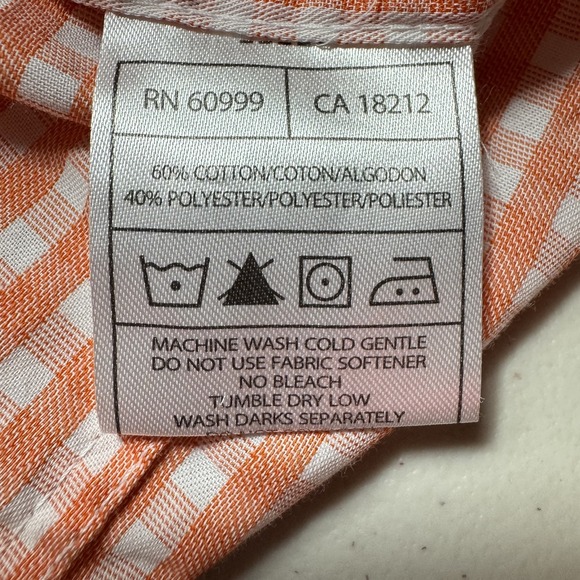 RN 60999
CA 18212
60% COTTON/COTON/ALGODON
40% POLYESTER/POLYESTER/POLIESTER
MACHINE WASH COLD GENTLE
DO NOT USE FABRIC SOFTENER
NO BLEACH
TUMBLE DRY LOW
WASH DARKS SEPARATELY